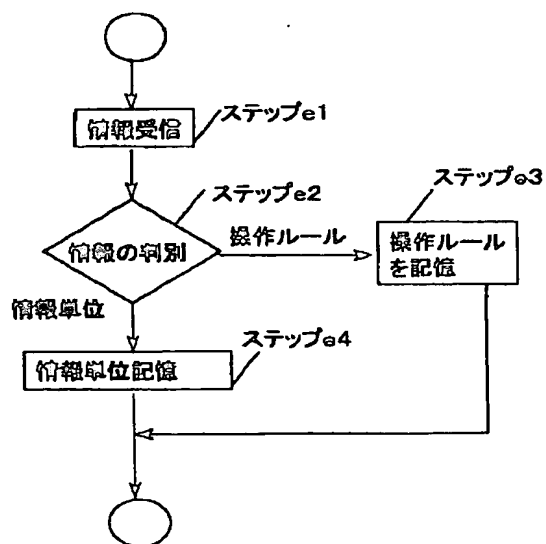 ステップe1
情報受信
ステップe2
情報の判別
操作ルール
ステップe3
操作ルール
を記憶
情報単位
ステップe4
情報単位記憶